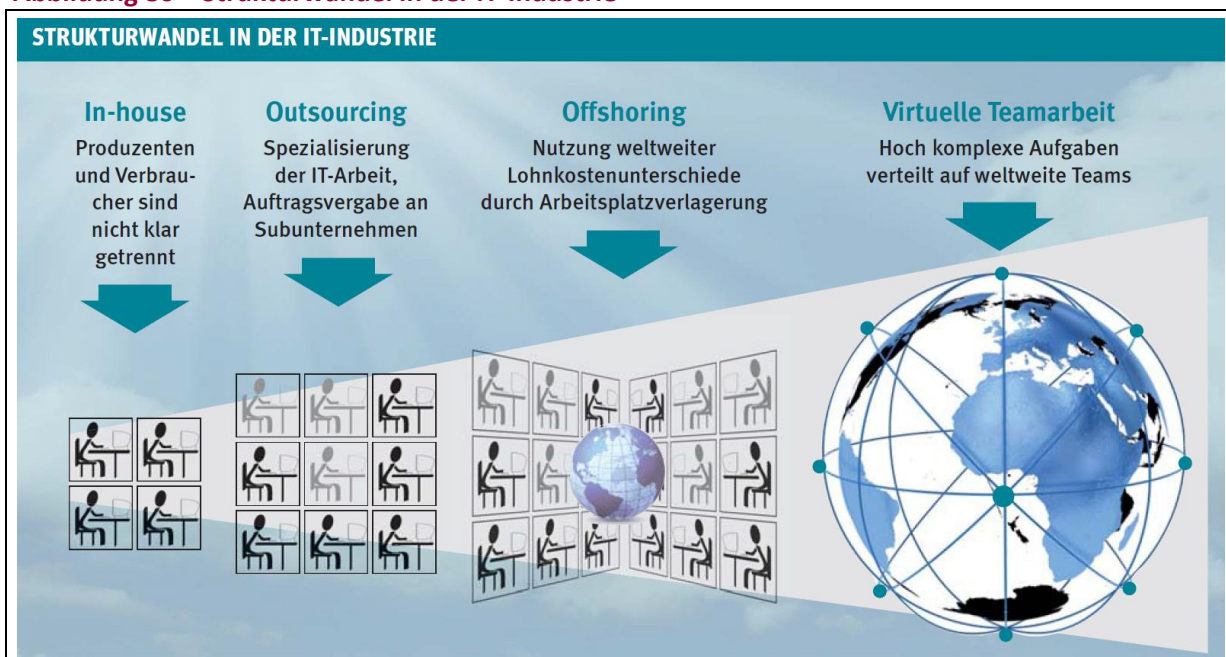 STRUKTURWANDEL IN DER IT-INDUSTRIE
In-house
Produzenten
und Verbrau-
cher sind
nicht klar
getrennt
Outsourcing
Spezialisierung
der IT-Arbeit,
Auftragsvergabe an
Subunternehmen
Offshoring
Nutzung weltweiter
Lohnkostenunterschiede
durch Arbeitsplatzverlagerung
Virtuelle Teamarbeit
Hoch komplexe Aufgaben
verteilt auf weltweite Teams